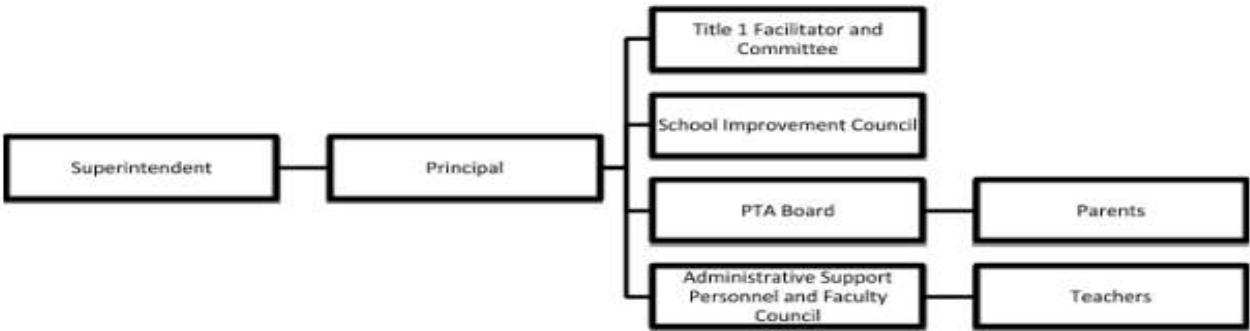 Title 1 Facilitator and
Committee
School Improvement Council
Superintendent
Principal
PTA Board
Parents
Administrative Support
Personnel and Faculty
Council
Teachers